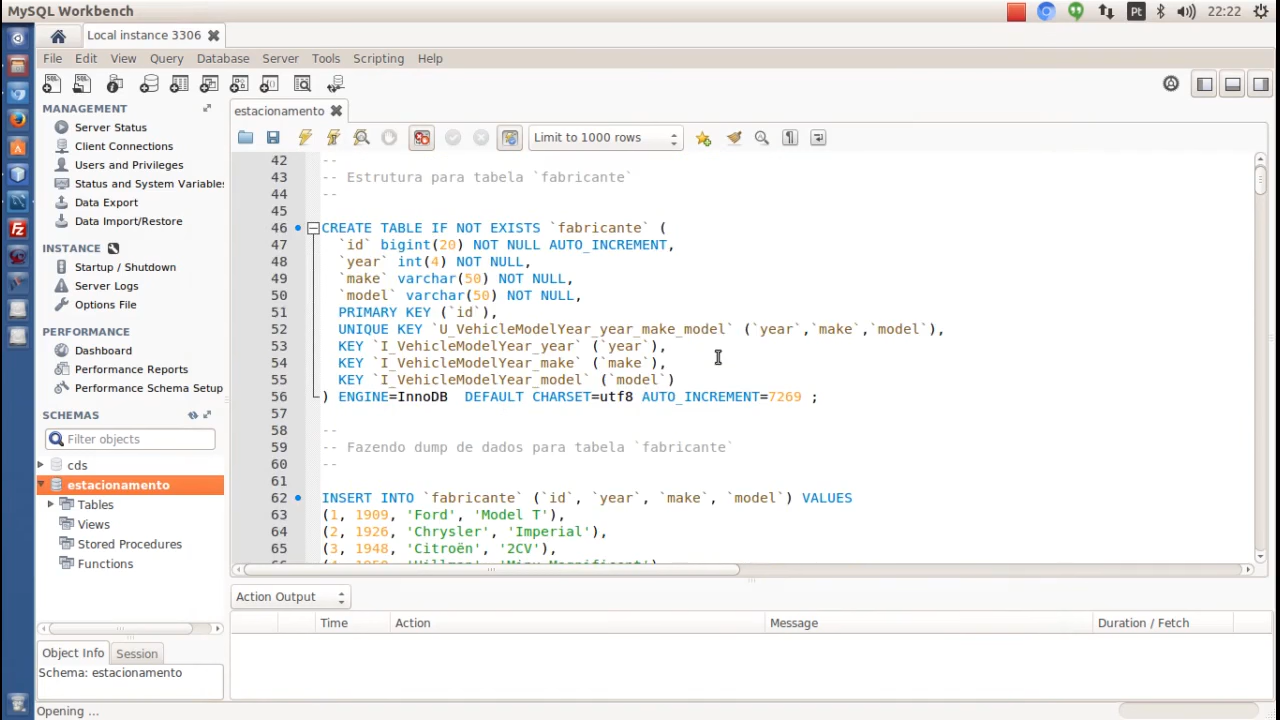 MySQL Workbench
Pt
22:22
Local instance 3306
File Edit View Query Database Server Tools Scripting Help
MANAGEMENT
Server Status
Client Connections
Users and Privileges
Status and System Variables
Data Export
Data Import/Restore
INSTANCE
Startup / Shutdown
Server Logs
Options File
PERFORMANCE
Dashboard
Performance Reports
Performance Schema Setup
SCHEMAS
Filter objects
cds
estacionamento
Tables
Views
Stored Procedures
Functions
Object Info Session
Schema: estacionamento
Opening ...
estacionamento
Limit to 1000 rows
42 --
43 -- Estrutura para tabela `fabricante`
44 --
45
46 CREATE TABLE IF NOT EXISTS `fabricante` (
47 `id` bigint(20) NOT NULL AUTO_INCREMENT,
48 `year` int(4) NOT NULL,
49 `make` varchar(50) NOT NULL,
50 `model` varchar(50) NOT NULL,
51 PRIMARY KEY (`id`),
52 UNIQUE KEY `U_VehicleModelYear_year_make_model` (`year`,`make`,`model`),
53 KEY `I_VehicleModelYear_year` (`year`),
54 KEY `I_VehicleModelYear_make` (`make`),
55 KEY `I_VehicleModelYear_model` (`model`)
56 ) ENGINE=InnoDB  DEFAULT CHARSET=utf8 AUTO_INCREMENT=7269 ;
57
58 --
59 -- Fazendo dump de dados para tabela `fabricante`
60 --
61
62 INSERT INTO `fabricante` (`id`, `year`, `make`, `model`) VALUES
63 (1, 1909, 'Ford', 'Model T'),
64 (2, 1926, 'Chrysler', 'Imperial'),
65 (3, 1948, 'Citroën', '2CV'),
Action Output
Time Action Message Duration / Fetch